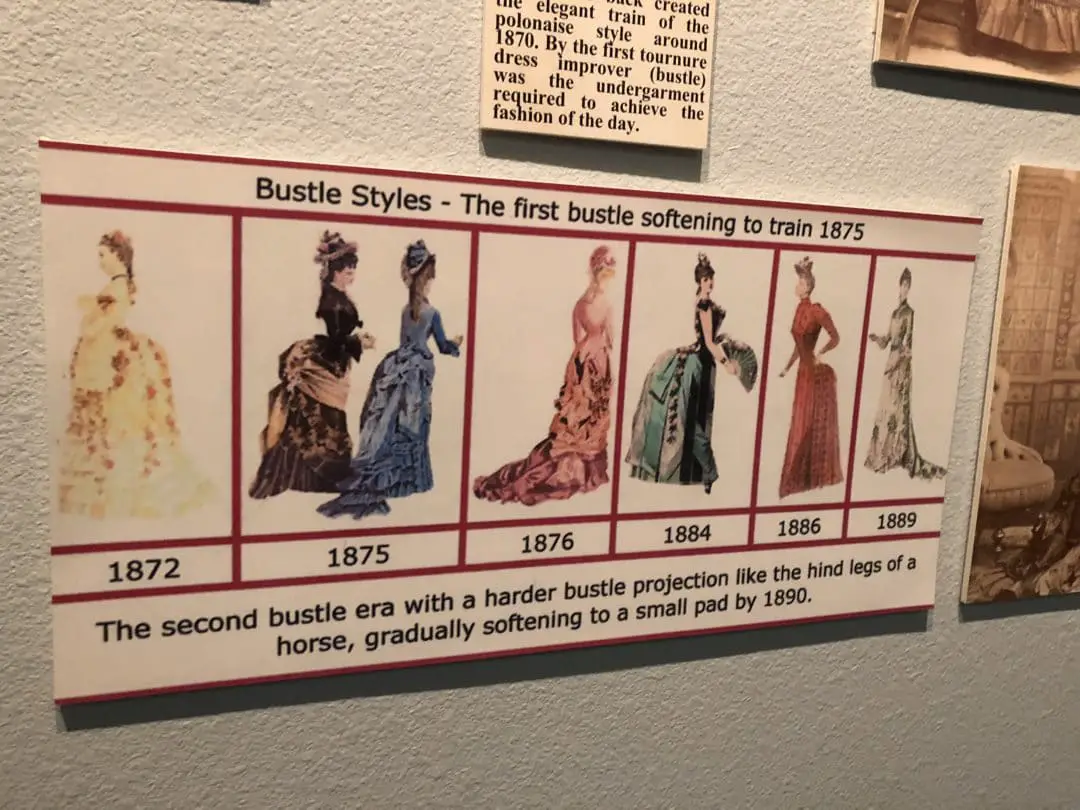 created
the elegant train of the
polonaise style around
1870. By the first tournure
dress improver (bustle)
was the undergarment
required to achieve the
fashion of the day.
Bustle Styles - The first bustle softening to train 1875
1872 1875 1876 1884 1886 1889
The second bustle era with a harder bustle projection like the hind legs of a
horse, gradually softening to a small pad by 1890.